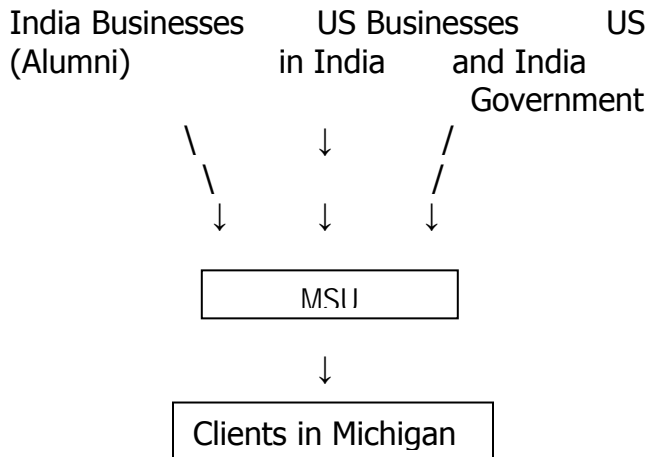 India Businesses US Businesses US
(Alumni) in India and India
Government
MSU
Clients in Michigan